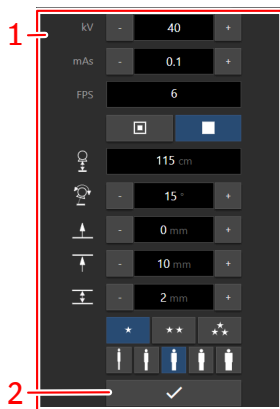 1
kV - 40 +
mAs - 0.1 +
FPS 6
115 cm
- 15 ° +
- 0 mm +
- 10 mm +
- 2 mm +
2